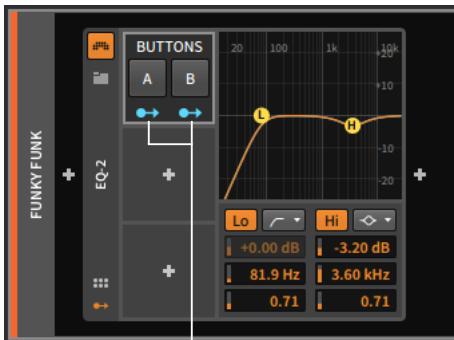 FUNKY FUNK
EQ-2
BUTTONS
A B
20 100 1k 10k
+20
+10
-10
-20
L
H
Lo Hi
+0.00 dB -3.20 dB
81.9 Hz 3.60 kHz
0.71 0.71